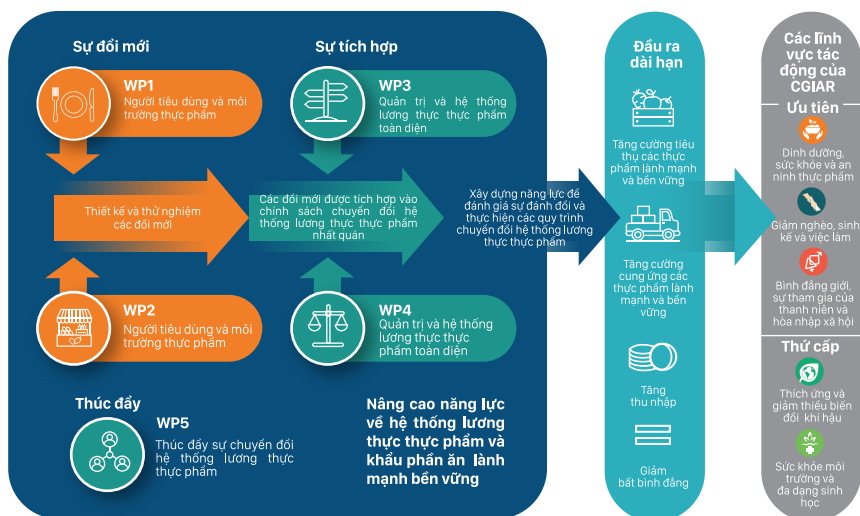 Sự đổi mới
WP1
Người tiêu dùng và môi
trường thực phẩm
Thiết kế và thử nghiệm
các đổi mới
WP2
Người tiêu dùng và môi
trường thực phẩm
Sự tích hợp
WP3
Quản trị và hệ thống
lương thực thực phẩm
toàn diện
Các đổi mới được tích hợp vào
chính sách chuyển đổi hệ
thống lương thực thực phẩm
nhất quán
WP4
Quản trị và hệ thống
lương thực thực
phẩm toàn diện
Xây dựng năng lực để
đánh giá sự đánh đổi và
thực hiện các quy trình
chuyển đổi hệ thống lương
thực thực phẩm
Thúc đẩy
WP5
Thúc đẩy sự chuyển đổi
hệ thống lương thực
thực phẩm
Nâng cao năng lực
về hệ thống lương
thực thực phẩm và
khẩu phần ăn lành
mạnh bền vững
Đầu ra
dài hạn
Tăng cường tiêu
thụ các thực
phẩm lành mạnh
và bền vững
Tăng cường
cung ứng các
thực phẩm lành
mạnh và bền
vững
Tăng
thu nhập
Giảm
bất bình đẳng
Các lĩnh
vực tác
động của
CGIAR
Ưu tiên
Dinh dưỡng,
sức khỏe và an
ninh thực phẩm
Giảm nghèo, sinh
kế và việc làm
Bình đẳng giới,
sự tham gia của
thanh niên và
hòa nhập xã hội
Thứ cấp
Thích ứng và
giảm thiểu biến
đổi khí hậu
Sức khỏe môi
trường và
đa dạng sinh
học